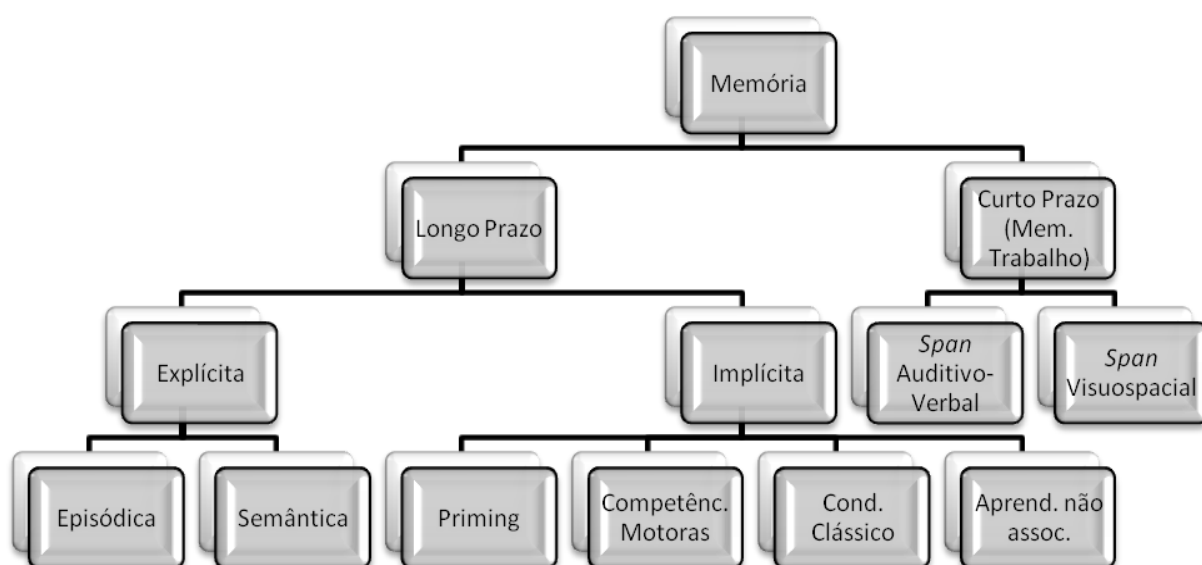 Memória
Longo Prazo
Curto Prazo
(Mem.
Trabalho)
Explícita
Implícita
Span
Auditivo-
Verbal
Span
Visuospacial
Episódica
Semântica
Priming
Competênc.
Motoras
Cond.
Clássico
Aprend. não
assoc.